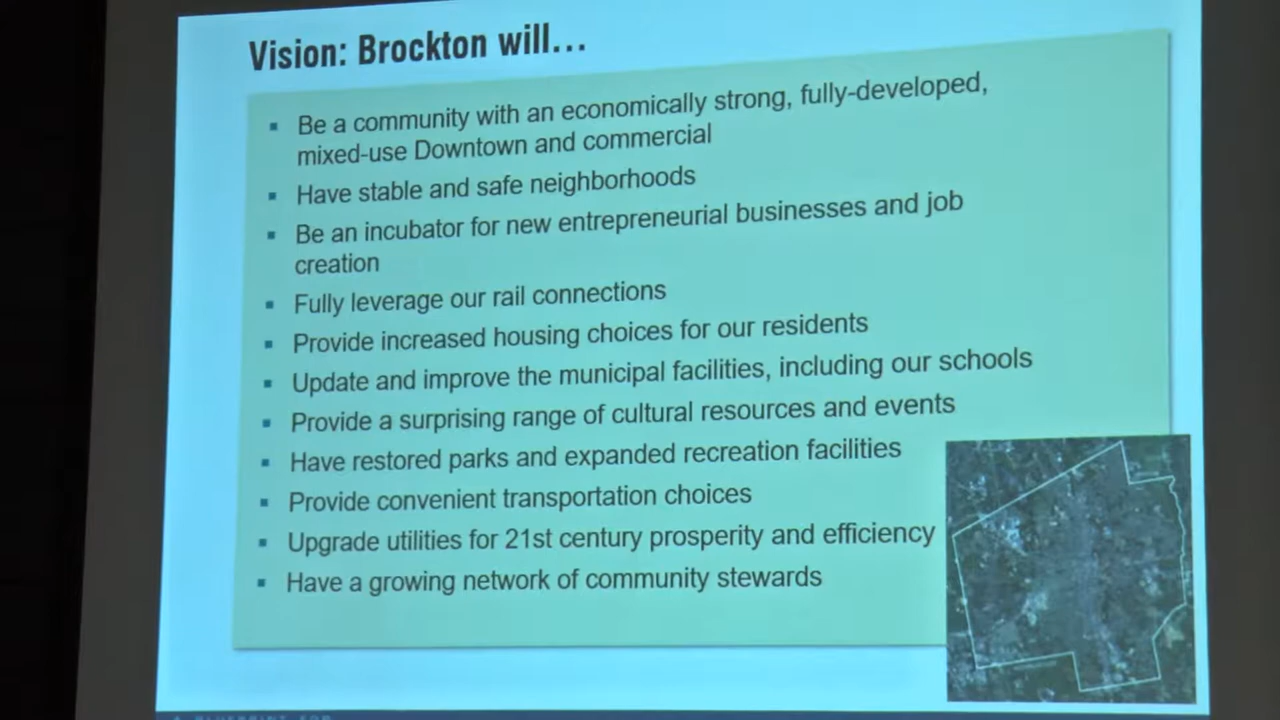 Vision: Brockton will...
▪ Be a community with an economically strong, fully-developed,
mixed-use Downtown and commercial
▪ Have stable and safe neighborhoods
▪ Be an incubator for new entrepreneurial businesses and job
creation
▪ Fully leverage our rail connections
▪ Provide increased housing choices for our residents
▪ Update and improve the municipal facilities, including our schools
▪ Provide a surprising range of cultural resources and events
▪ Have restored parks and expanded recreation facilities
▪ Provide convenient transportation choices
▪ Upgrade utilities for 21st century prosperity and efficiency
▪ Have a growing network of community stewards